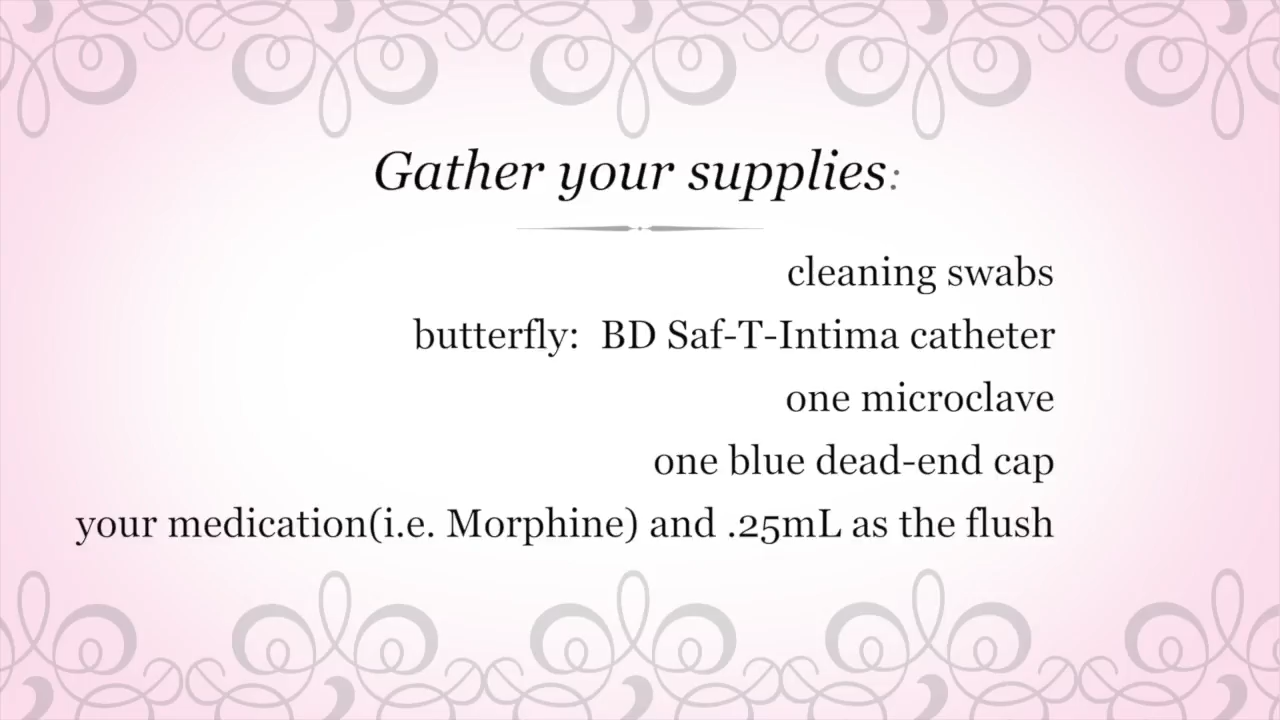 Gather your supplies:
cleaning swabs
butterfly:  BD Saf-T-Intima catheter
one microclave
one blue dead-end cap
your medication(i.e. Morphine) and .25mL as the flush